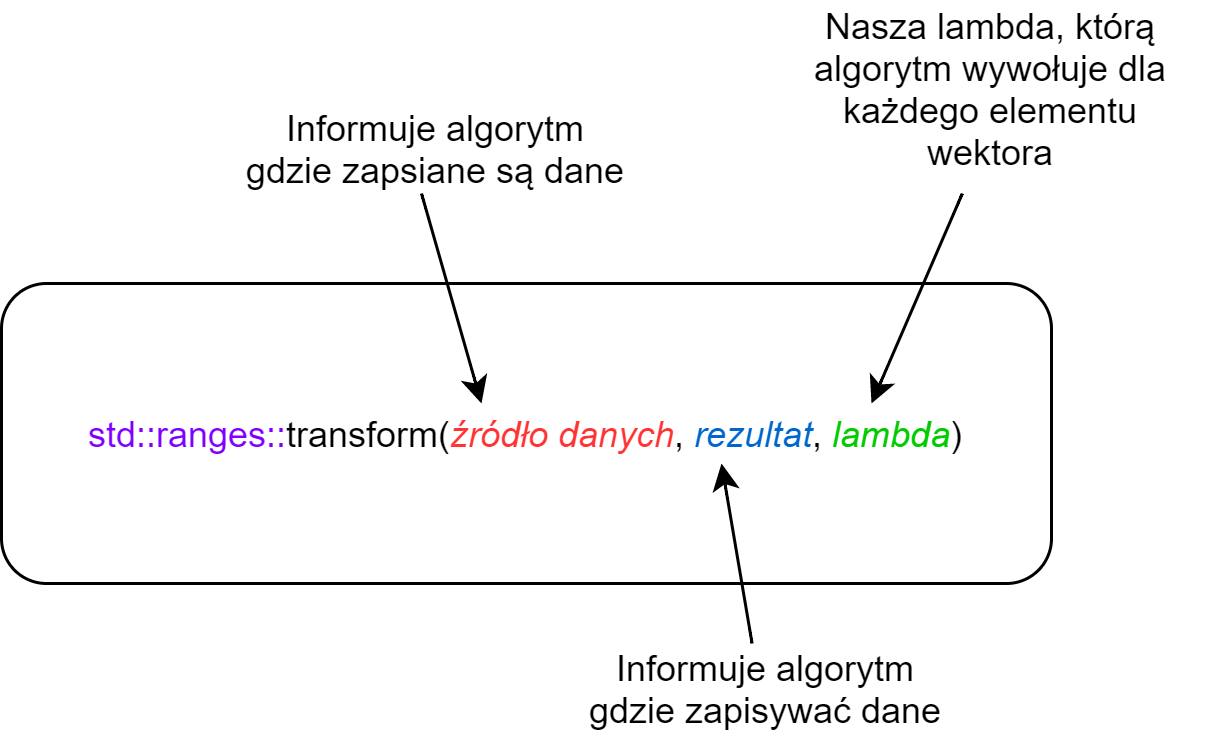 Nasza lambda, którą
algorytm wywołuje dla
każdego elementu
wektora
Informuje algorytm
gdzie zapsiane są dane
std::ranges::transform(źródło danych, rezultat, lambda)
Informuje algorytm
gdzie zapisywać dane